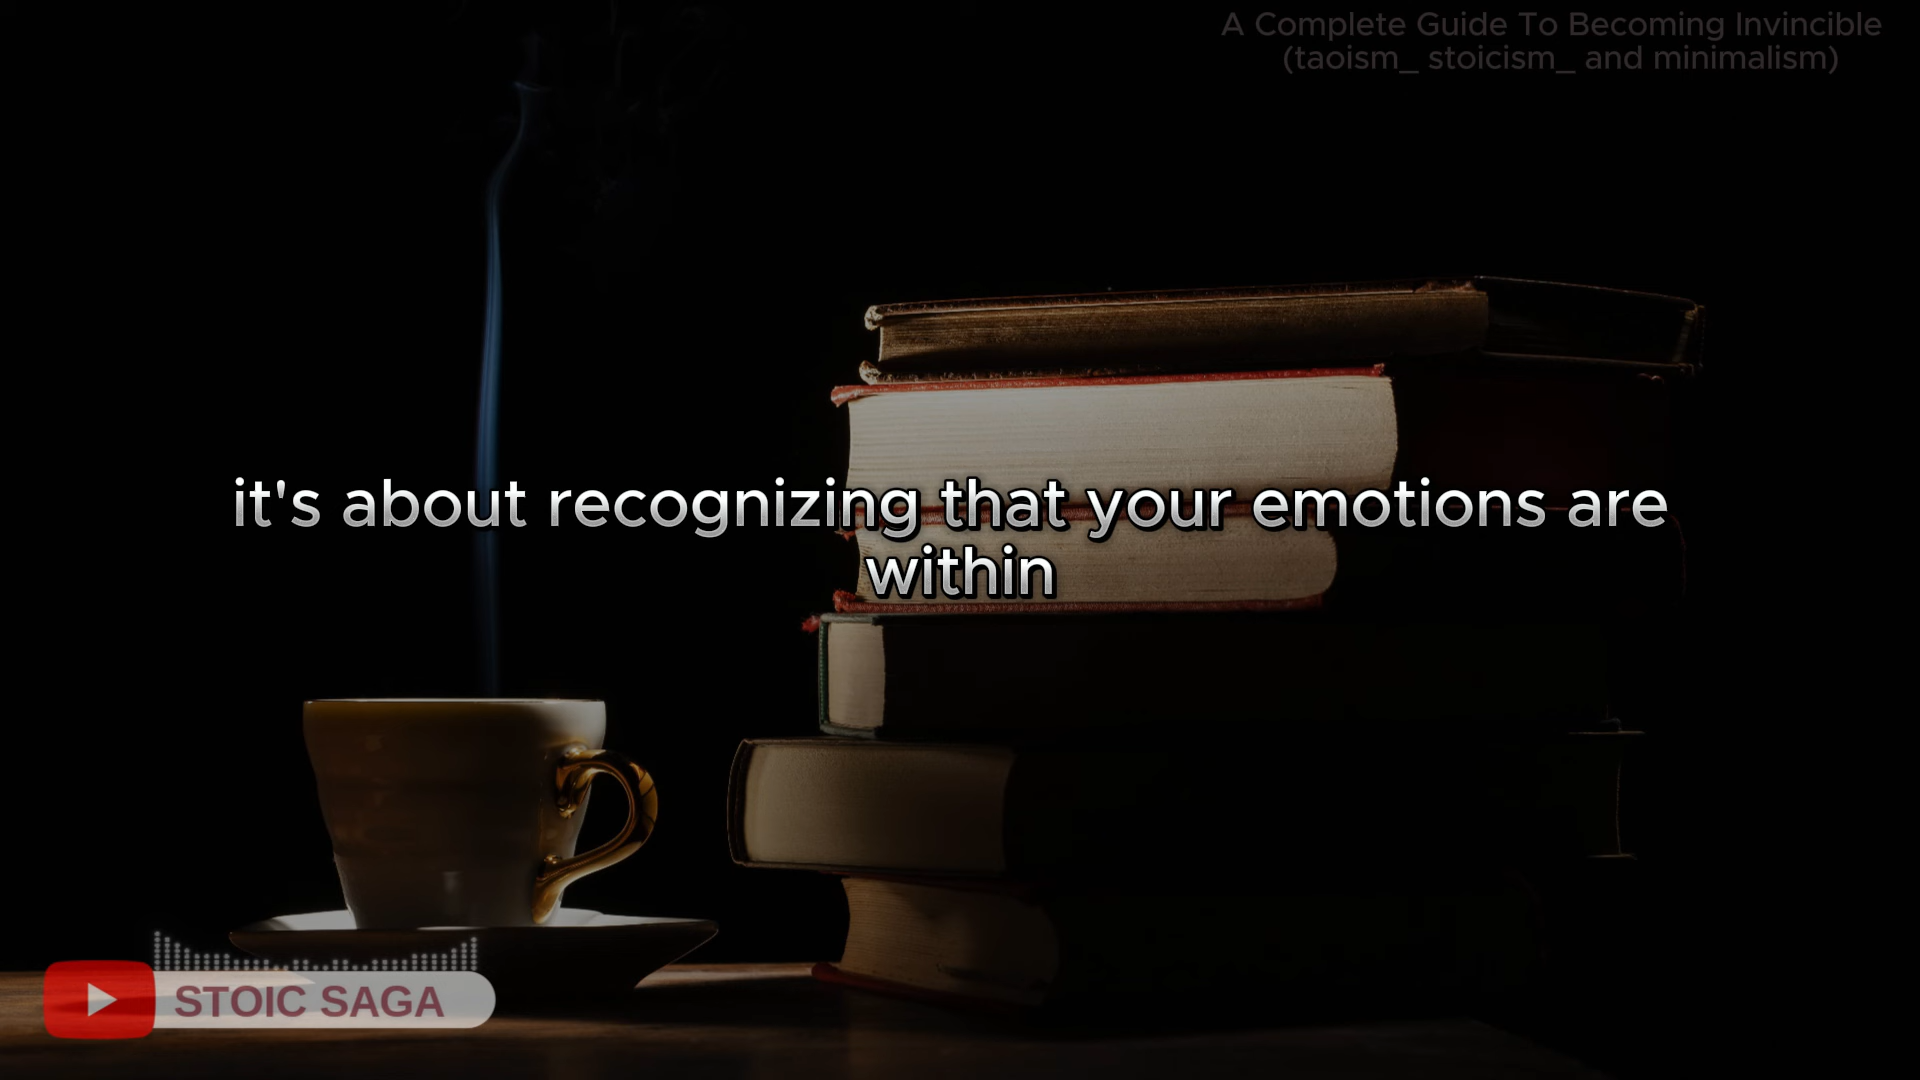 A Complete Guide To Becoming Invincible
(taoism_ stoicism_ and minimalism)
it's about recognizing that your emotions are
within
STOIC SAGA